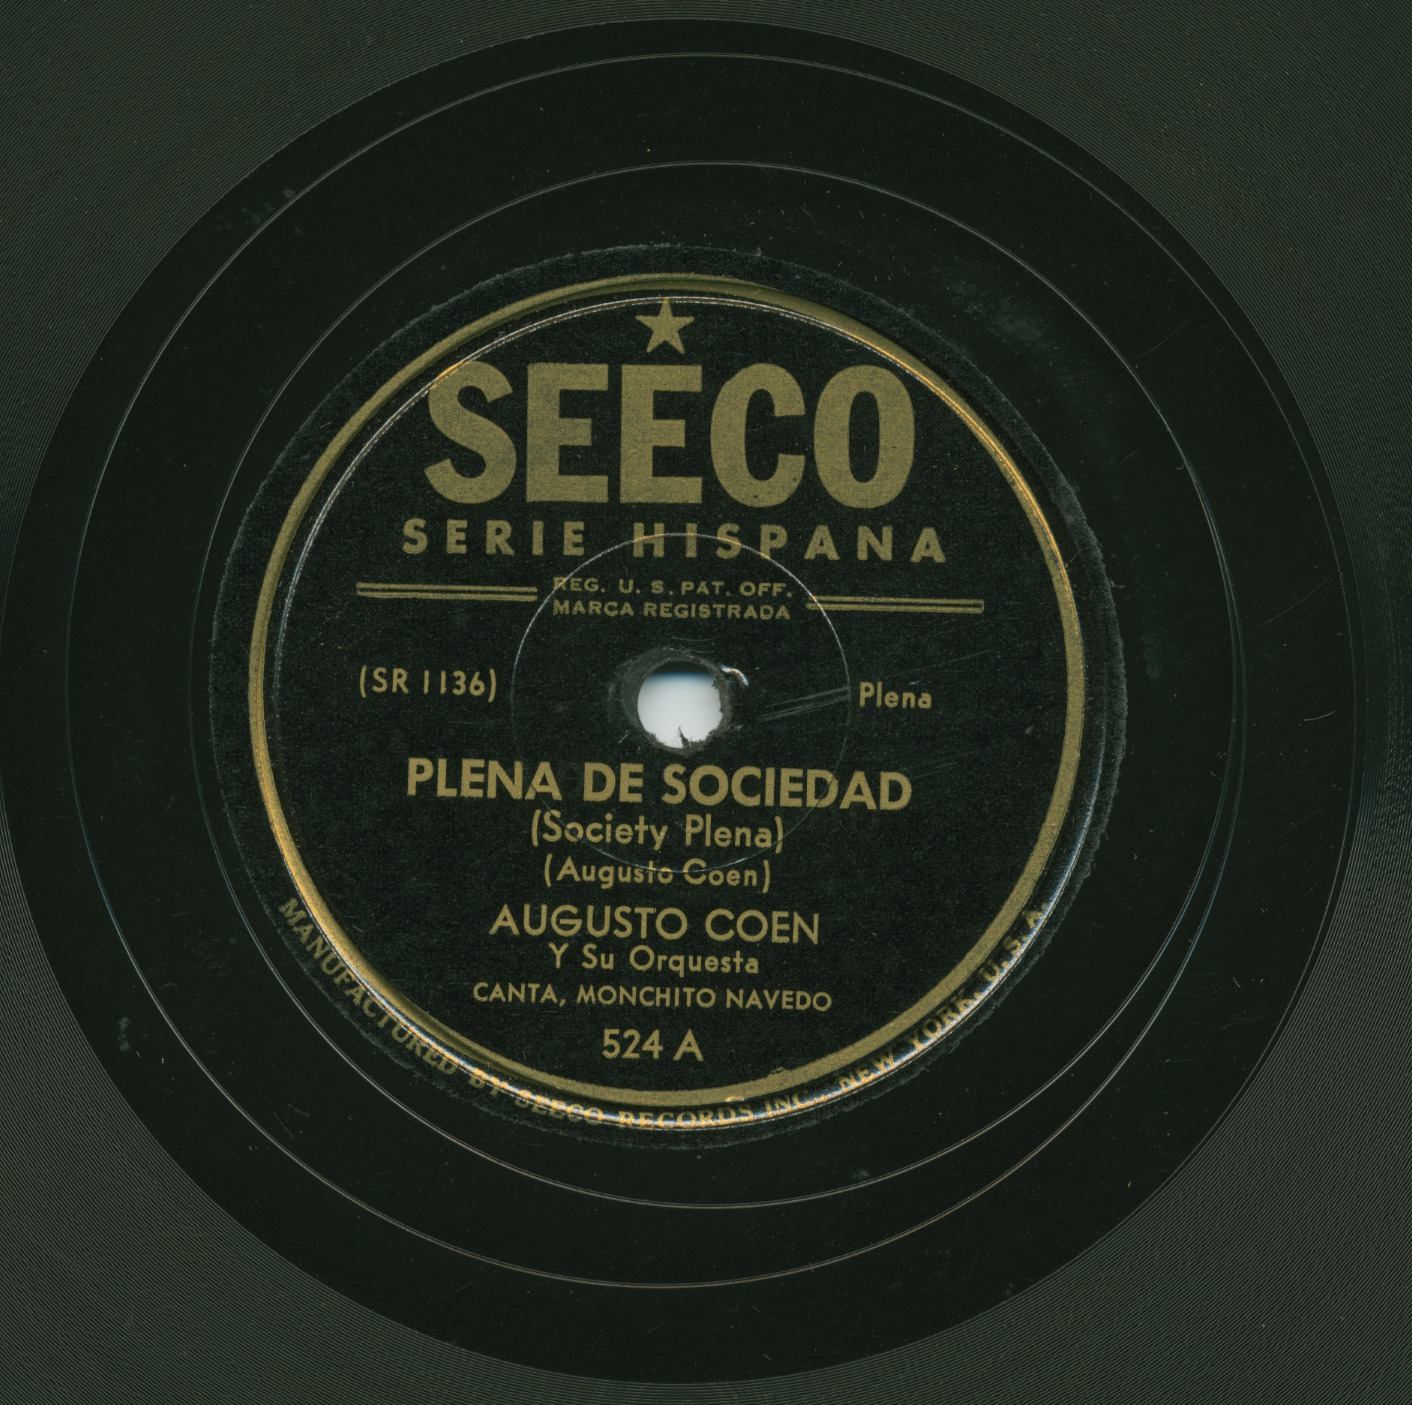 SEECO
SERIE HISPANA
REG. U. S. PAT. OFF.
MARCA REGISTRADA
(SR 1136)
Plena
PLENA DE SOCIEDAD
(Society Plena)
(Augusto Coen)
AUGUSTO COEN
Y Su Orquesta
CANTA, MONCHITO NAVEDO
524 A
MANUFACTURED BY SEECO RECORDS INC., NEW YORK, U.S.A.